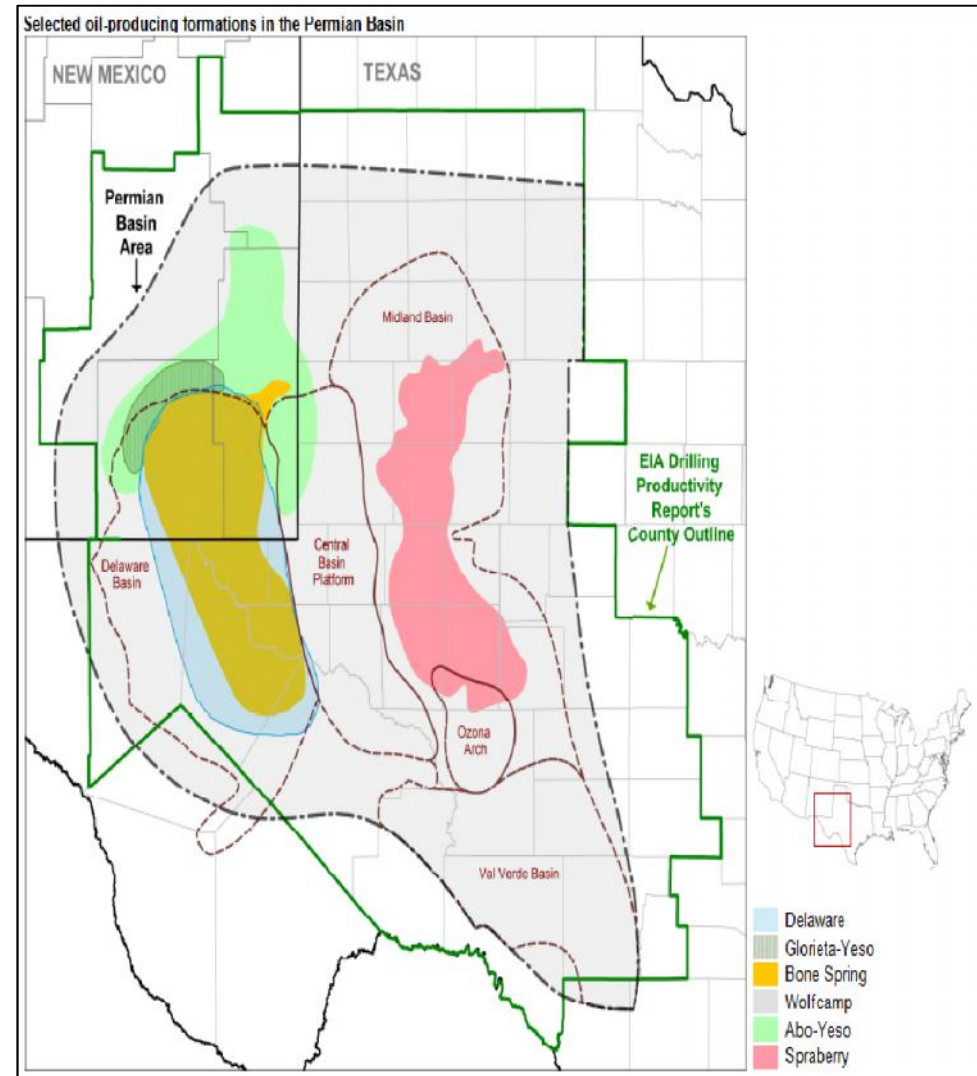 Selected oil-producing formations in the Permian Basin
NEW MEXICO
TEXAS
Permian
Basin
Area
Midland Basin
EIA Drilling
Productivity
Report's
County Outline
Delaware
Basin
Central
Basin
Platform
Ozona
Arch
Val Verde Basin
Delaware
Glorieta-Yeso
Bone Spring
Wolfcamp
Abo-Yeso
Spraberry